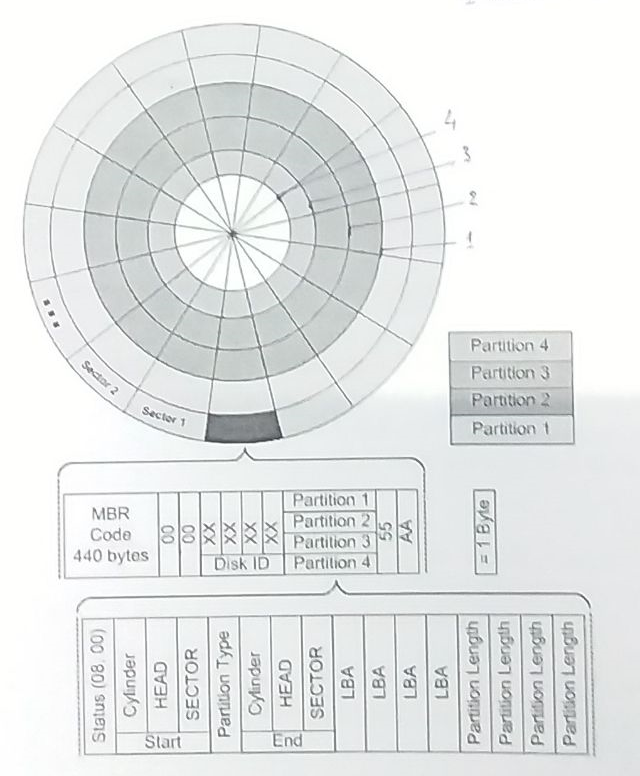 4
3
2
1
Partition 4
Partition 3
Partition 2
Partition 1
Sector 2
Sector 1
MBR
Code
440 bytes
00
00
XX
XX
XX
XX
Disk ID
Partition 1
Partition 2
Partition 3
Partition 4
55
AA
= 1 Byte
Status (08, 00)
Cylinder
HEAD
SECTOR
Start
Partition Type
Cylinder
HEAD
SECTOR
End
LBA
LBA
LBA
LBA
Partition Length
Partition Length
Partition Length
Partition Length